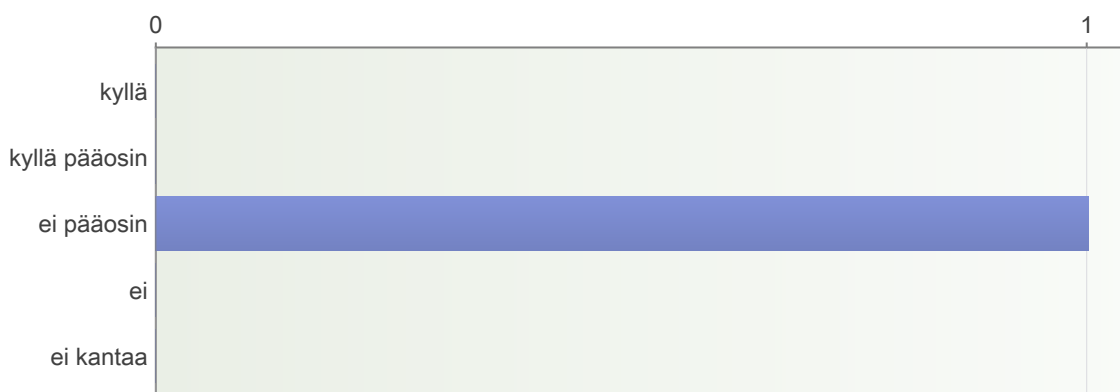 0 1
kyllä
kyllä pääosin
ei pääosin
ei
ei kantaa